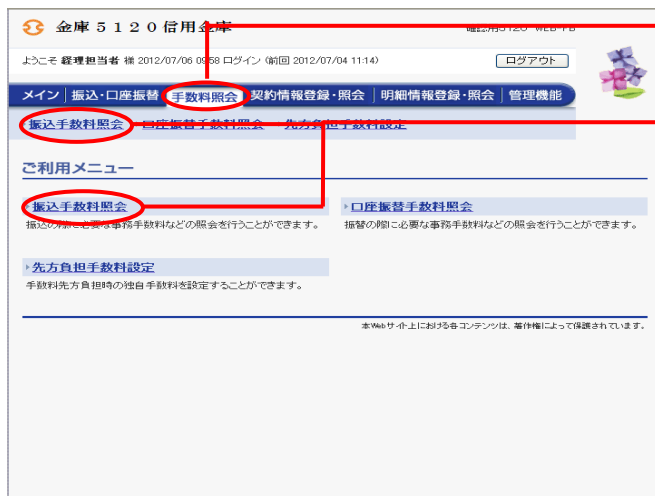 金庫5120信用金庫
確認用5120 WEB-FB
ようこそ 経理担当者 様 2012/07/06 09:58 ログイン (前回 2012/07/04 11:14)
ログアウト
メイン 振込・口座振替 手数料照会 契約情報登録・照会 明細情報登録・照会 管理機能
振込手数料照会 口座振替手数料照会 先方負担手数料設定
ご利用メニュー
振込手数料照会 口座振替手数料照会
振込の際に必要な事務手数料などの照会を行うことができます。 振替の際に必要な事務手数料などの照会を行うことができます。
先方負担手数料設定
手数料先方負担時の独自手数料を設定することができます。
本Webサイト上における各コンテンツは、著作権によって保護されています。